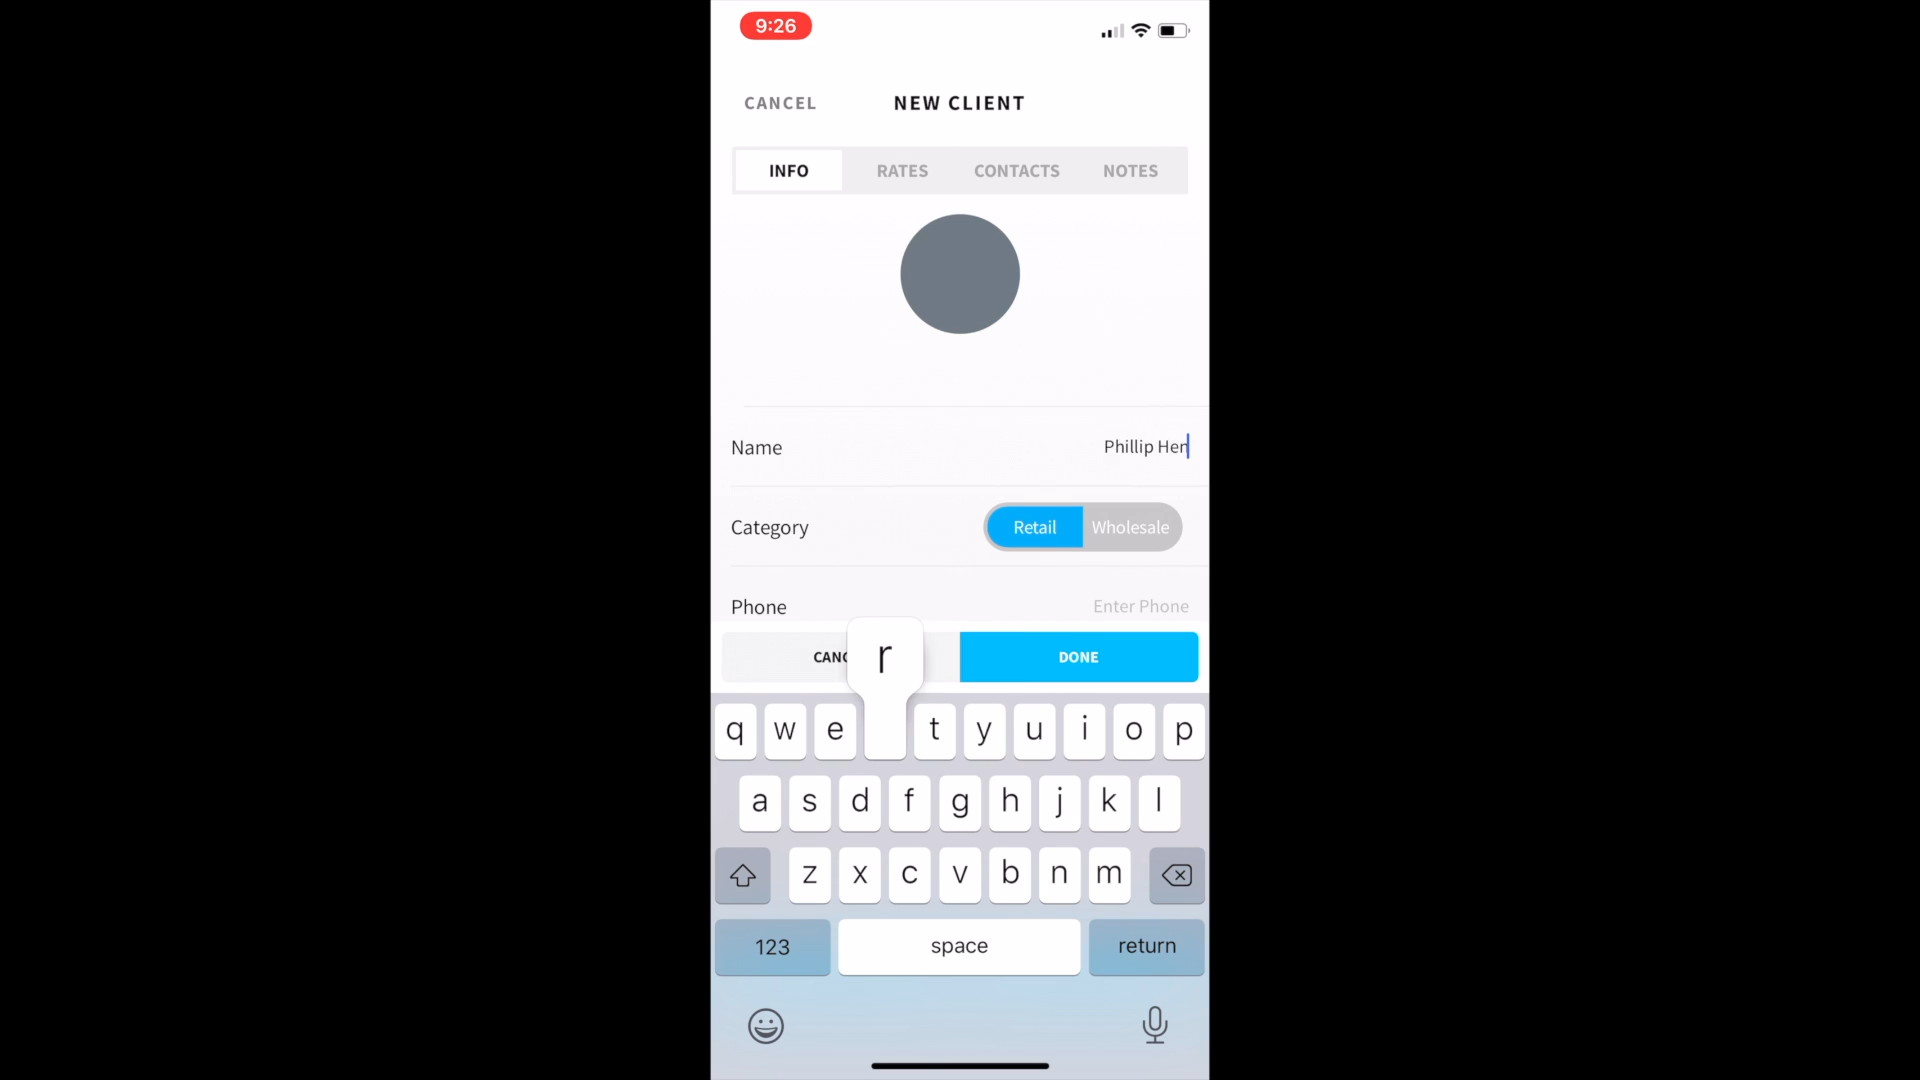 9:26
CANCEL NEW CLIENT
INFO RATES CONTACTS NOTES
Name Phillip Hen
Category Retail Wholesale
Phone Enter Phone
CANC DONE
r
q w e t y u i o p
a s d f g h j k l
z x c v b n m
123 space return